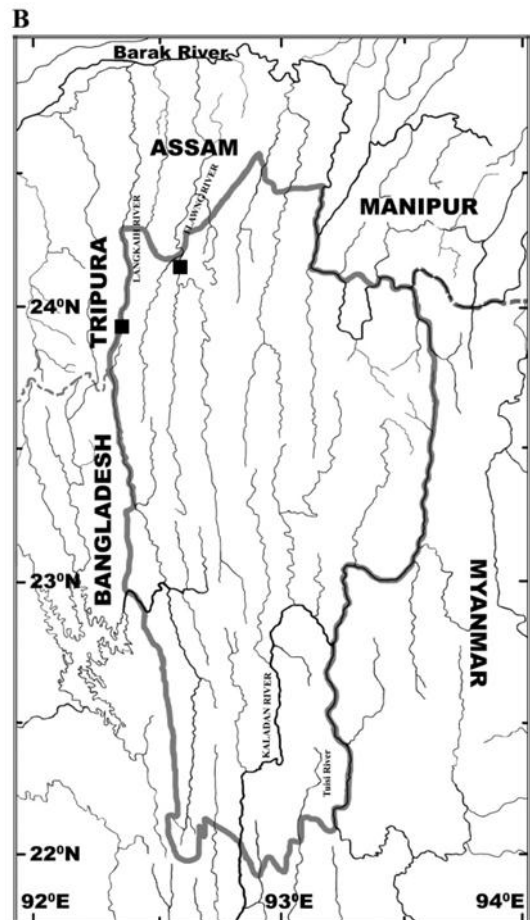 B
Barak River
ASSAM
TLAWNG RIVER
LANGKAIH RIVER
MANIPUR
TRIPURA
24⁰N
BANGLADESH
23⁰N
MYANMAR
KALADAN RIVER
Tuisi River
22⁰N
92⁰E
93⁰E
94⁰E